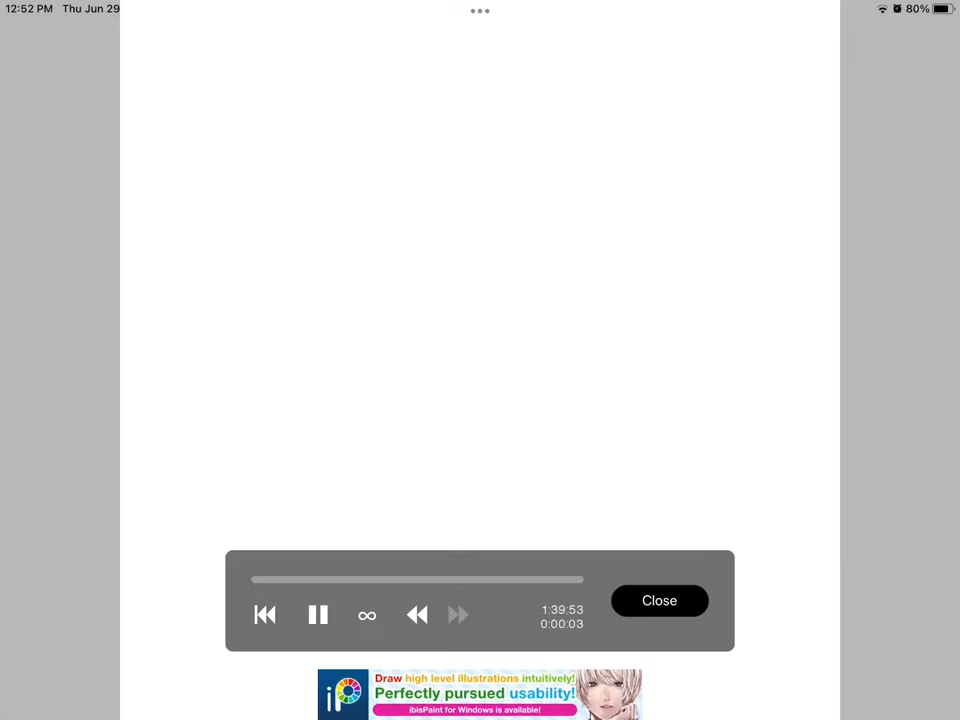 12:52 PM Thu Jun 29
80%
1:39:53
0:00:03
Close
iP
Draw high level illustrations intuitively!
Perfectly pursued usability!
ibisPaint for Windows is available!